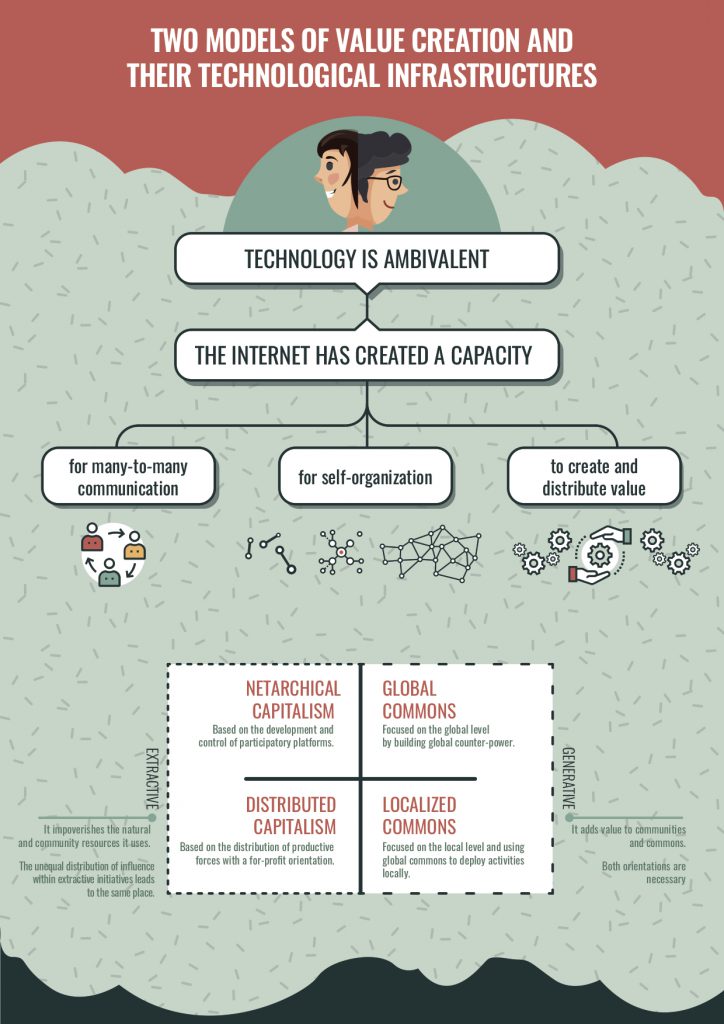 TWO MODELS OF VALUE CREATION AND
THEIR TECHNOLOGICAL INFRASTRUCTURES
TECHNOLOGY IS AMBIVALENT
THE INTERNET HAS CREATED A CAPACITY
for many-to-many
communication
for self-organization
to create and
distribute value
NETARCHICAL
CAPITALISM
Based on the development and
control of participatory platforms.
GLOBAL
COMMONS
Focused on the global level
by building global counter-power.
DISTRIBUTED
CAPITALISM
Based on the distribution of productive
forces with a for-profit orientation.
LOCALIZED
COMMONS
Focused on the local level and using
global commons to deploy activities
locally.
EXTRACTIVE
It impoverishes the natural
and community resources it uses.
The unequal distribution of influence
within extractive initiatives leads
to the same place.
GENERATIVE
It adds value to communities
and commons.
Both orientations are
necessary